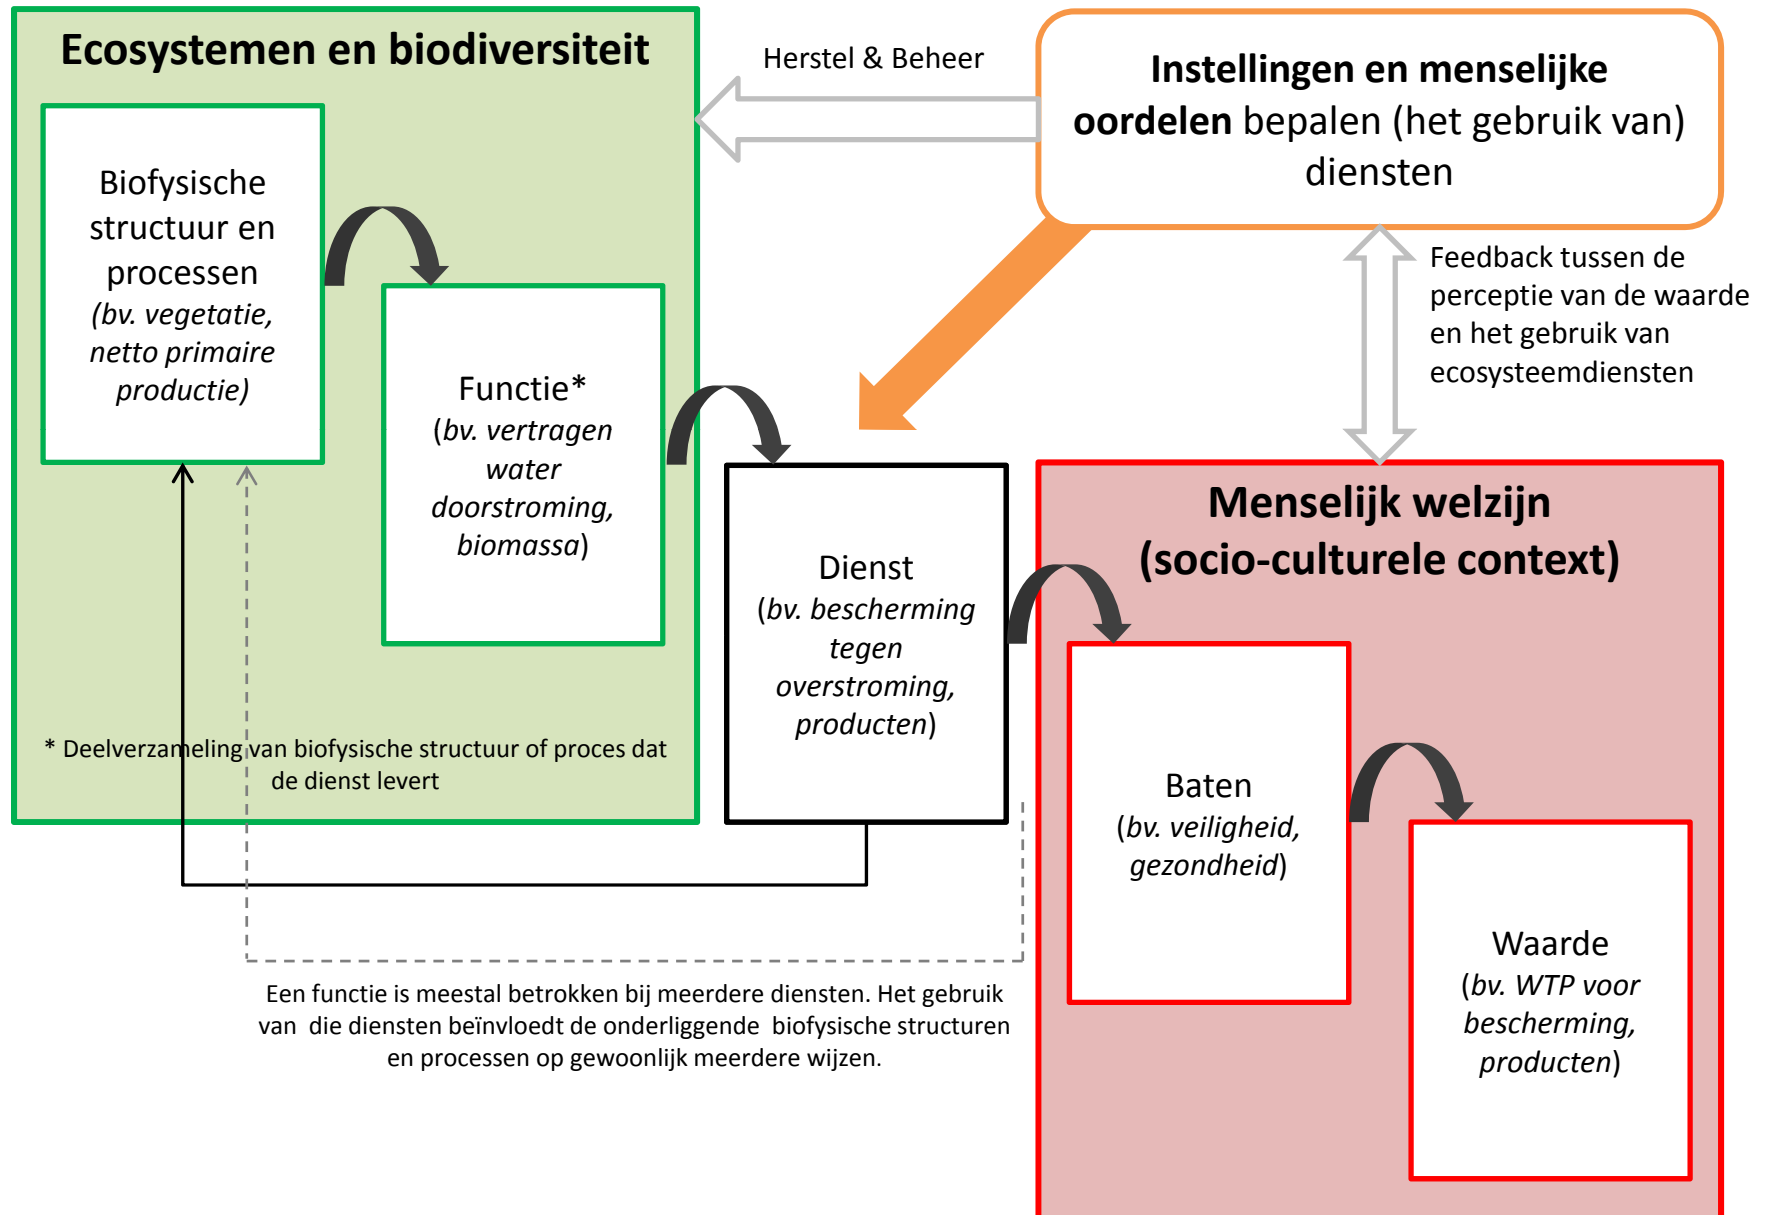 Ecosystemen en biodiversiteit
Biofysische
structuur en
processen
(bv. vegetatie,
netto primaire
productie)
Functie*
(bv. vertragen
water
doorstroming,
biomassa)
* Deelverzameling van biofysische structuur of proces dat
de dienst levert
Herstel & Beheer
Instellingen en menselijke
oordelen bepalen (het gebruik van)
diensten
Feedback tussen de
perceptie van de waarde
en het gebruik van
ecosysteemdiensten
Dienst
(bv. bescherming
tegen
overstroming,
producten)
Menselijk welzijn
(socio-culturele context)
Baten
(bv. veiligheid,
gezondheid)
Waarde
(bv. WTP voor
bescherming,
producten)
Een functie is meestal betrokken bij meerdere diensten. Het gebruik
van die diensten beïnvloedt de onderliggende biofysische structuren
en processen op gewoonlijk meerdere wijzen.